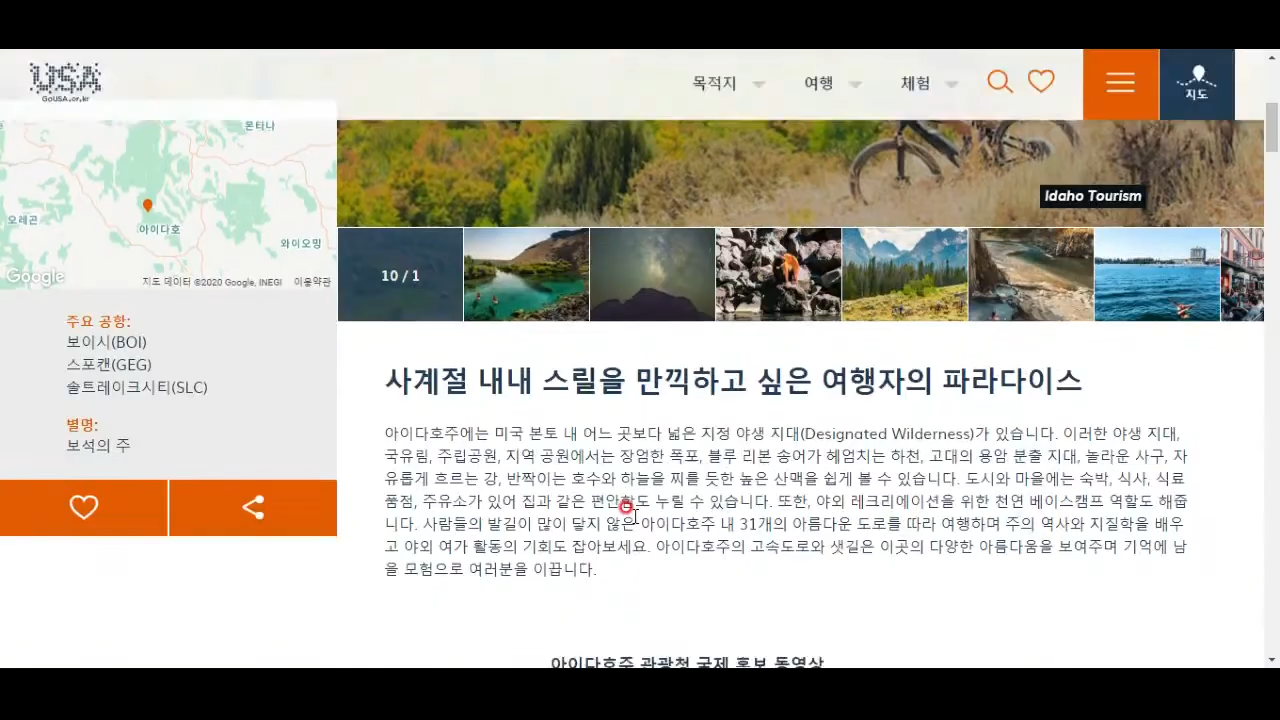 USA
GoUSA.or.kr
목적지
여행
체험
지도
몬타나
오레곤
아이다호
와이오밍
Google
지도 데이터 ©2020 Google, INEGI 이용약관
Idaho Tourism
10 / 1
주요 공항:
보이시(BOI)
스포캔(GEG)
솔트레이크시티(SLC)
별명:
보석의 주
사계절 내내 스릴을 만끽하고 싶은 여행자의 파라다이스
아이다호주에는 미국 본토 내 어느 곳보다 넓은 지정 야생 지대(Designated Wilderness)가 있습니다. 이러한 야생 지대,
국유림, 주립공원, 지역 공원에서는 장엄한 폭포, 블루 리본 송어가 헤엄치는 하천, 고대의 용암 분출 지대, 놀라운 사구, 자
유롭게 흐르는 강, 반짝이는 호수와 하늘을 찌를 듯한 높은 산맥을 쉽게 볼 수 있습니다. 도시와 마을에는 숙박, 식사, 식료
품점, 주유소가 있어 집과 같은 편안함도 누릴 수 있습니다. 또한, 야외 레크리에이션을 위한 천연 베이스캠프 역할도 해줍
니다. 사람들의 발길이 많이 닿지 않은 아이다호주 내 31개의 아름다운 도로를 따라 여행하며 주의 역사와 지질학을 배우
고 야외 여가 활동의 기회도 잡아보세요. 아이다호주의 고속도로와 샛길은 이곳의 다양한 아름다움을 보여주며 기억에 남
을 모험으로 여러분을 이끕니다.
아이다호주 관광청 국제 홍보 동영상